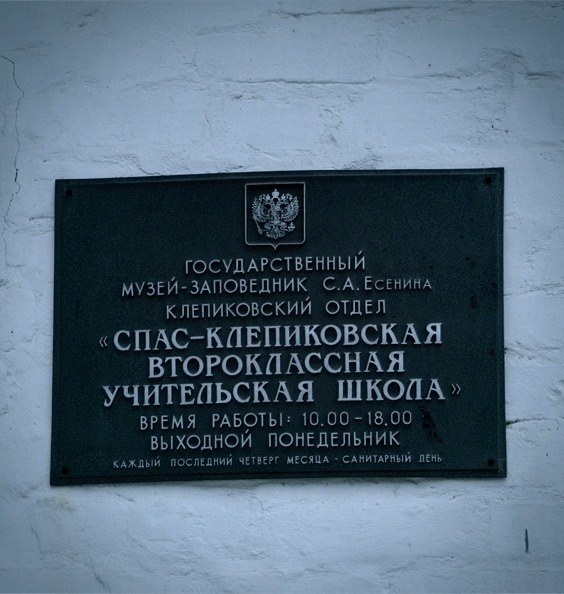 ГОСУДАРСТВЕННЫЙ
МУЗЕЙ-ЗАПОВЕДНИК С.А.ЕСЕНИНА
КЛЕПИКОВСКИЙ ОТДЕЛ
«СПАС-КЛЕПИКОВСКАЯ
ВТОРОКЛАССНАЯ
УЧИТЕЛЬСКАЯ ШКОЛА»
ВРЕМЯ РАБОТЫ: 10.00-18.00
ВЫХОДНОЙ ПОНЕДЕЛЬНИК
КАЖДЫЙ ПОСЛЕДНИЙ ЧЕТВЕРГ МЕСЯЦА - САНИТАРНЫЙ ДЕНЬ